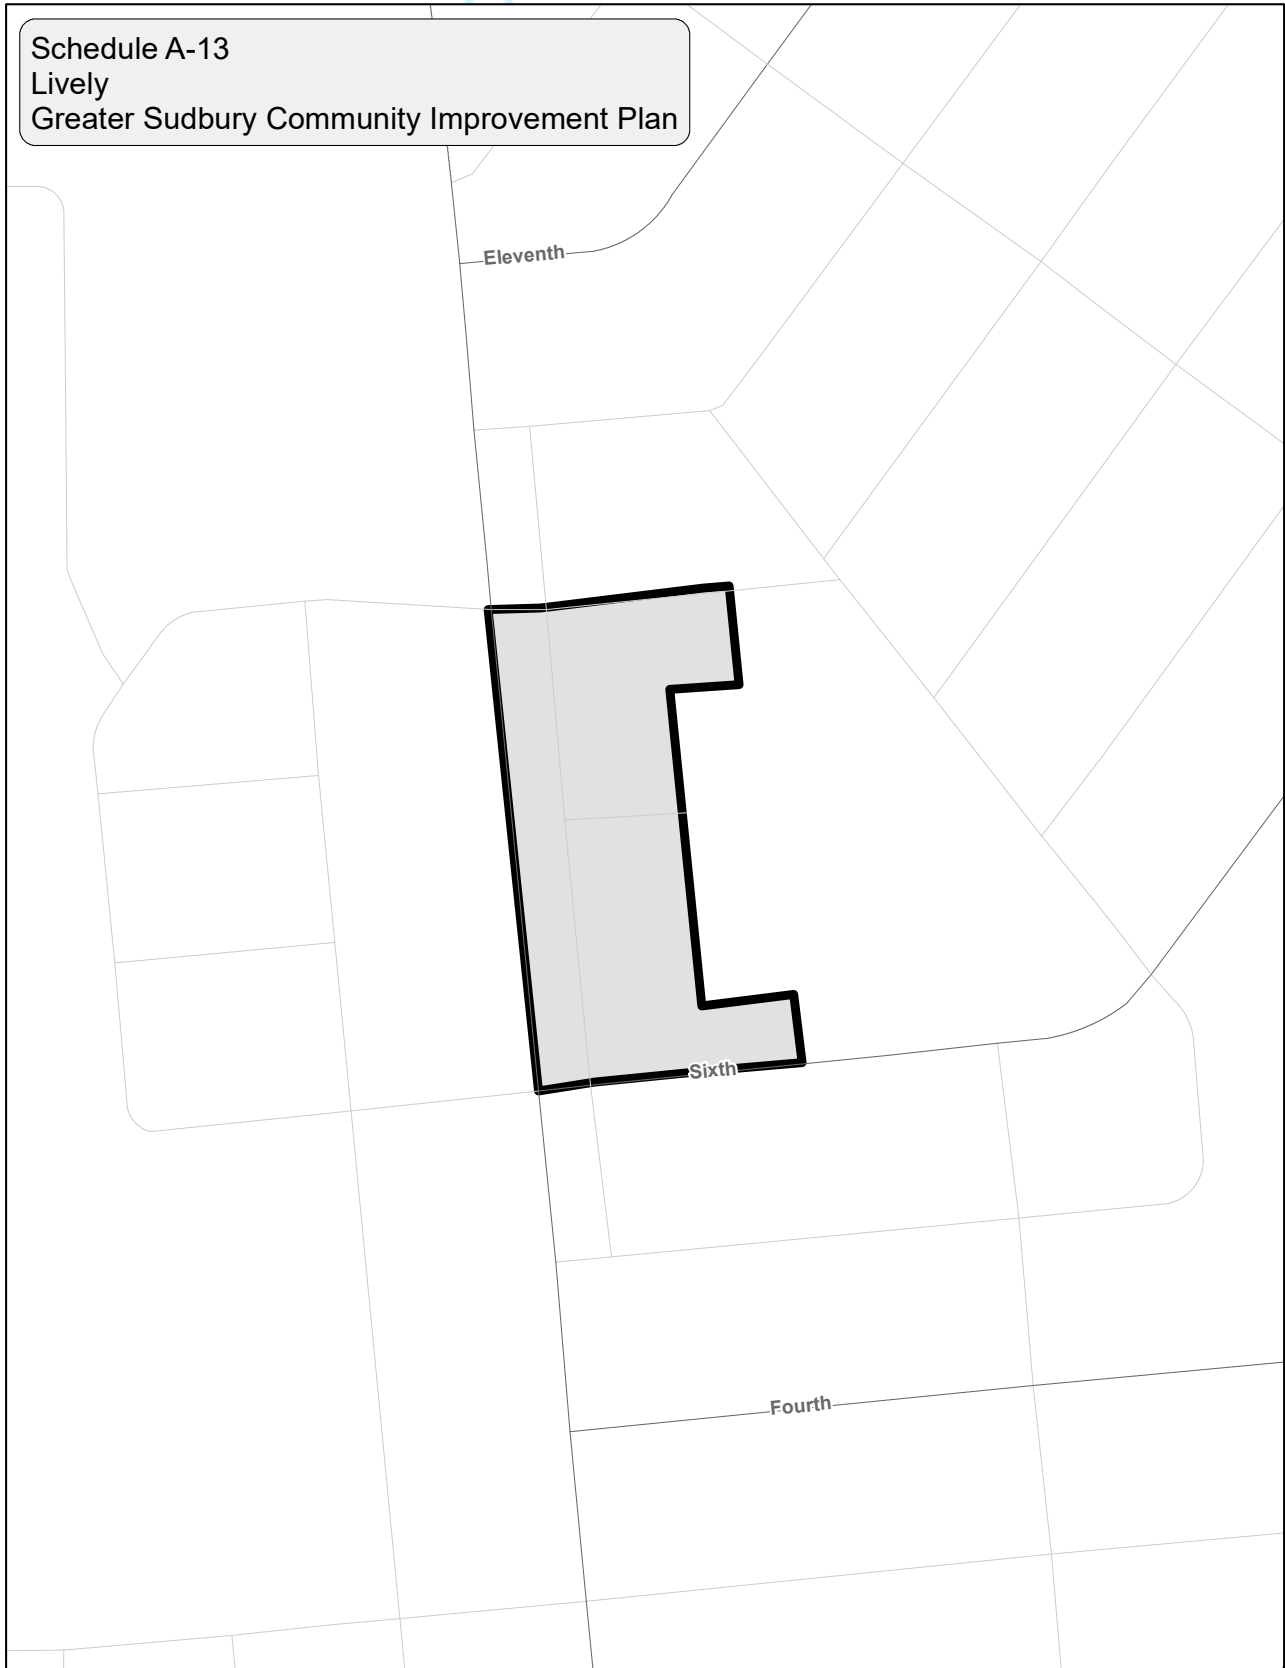 Schedule A-13
Lively
Greater Sudbury Community Improvement Plan
Eleventh
Sixth
Fourth